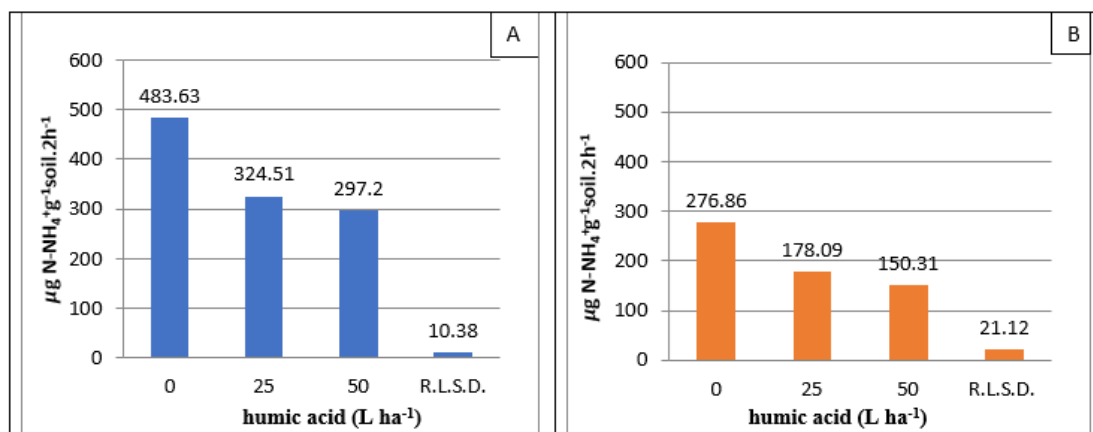 A
µg N-NH₄⁺g⁻¹soil.2h⁻¹
600
500
400
300
200
100
0
483.63
324.51
297.2
10.38
0 25 50 R.L.S.D.
humic acid (L ha⁻¹)
B
µg N-NH₄⁺g⁻¹soil.2h⁻¹
600
500
400
300
200
100
0
276.86
178.09
150.31
21.12
0 25 50 R.L.S.D.
humic acid (L ha⁻¹)